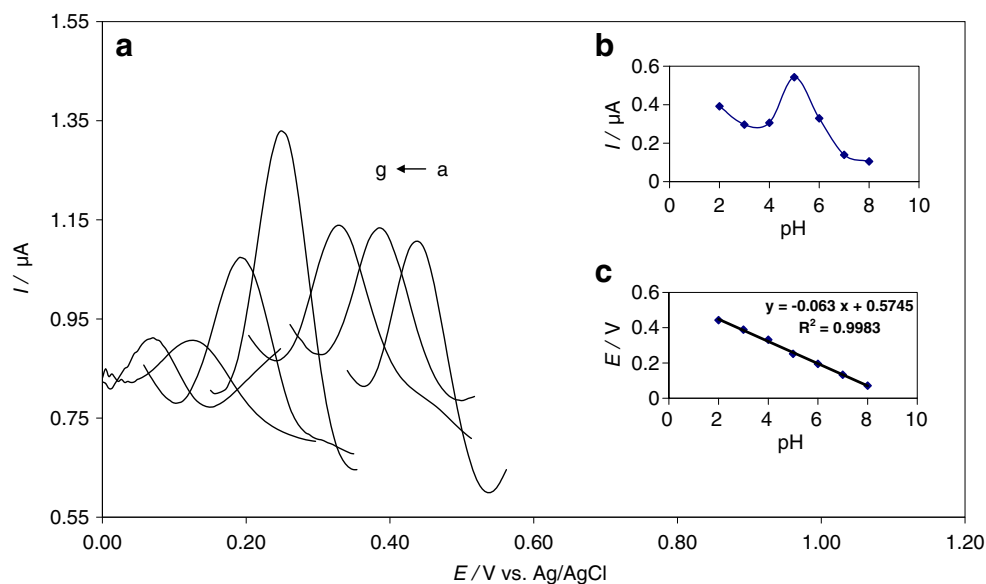 a
1.55
1.35
1.15
0.95
0.75
0.55
I / µA
0.00 0.20 0.40 0.60 0.80 1.00 1.20
E / V vs. Ag/AgCl
g ← a
b
0.6
0.4
0.2
0
I / µA
0 2 4 6 8 10
pH
c
0.6
0.4
0.2
0
E / V
y = -0.063 x + 0.5745
R² = 0.9983
0 2 4 6 8 10
pH